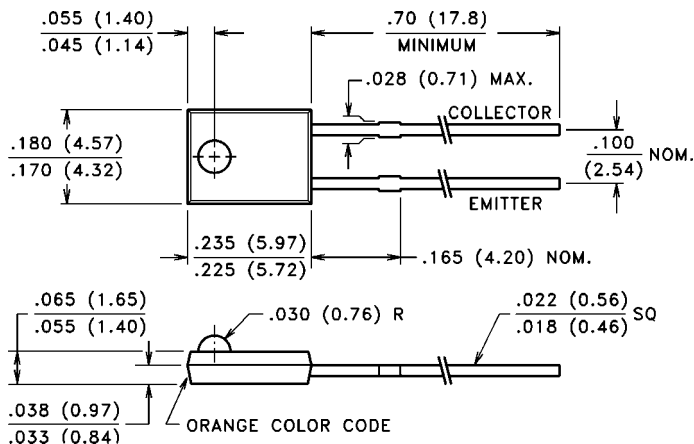 .055 (1.40)
.045 (1.14)
.70 (17.8)
MINIMUM
.028 (0.71) MAX.
COLLECTOR
.180 (4.57)
.170 (4.32)
.100
(2.54)
NOM.
EMITTER
.235 (5.97)
.225 (5.72)
.165 (4.20) NOM.
.065 (1.65)
.055 (1.40)
.030 (0.76) R
.022 (0.56)
.018 (0.46)
SQ
.038 (0.97)
.033 (0.84)
ORANGE COLOR CODE